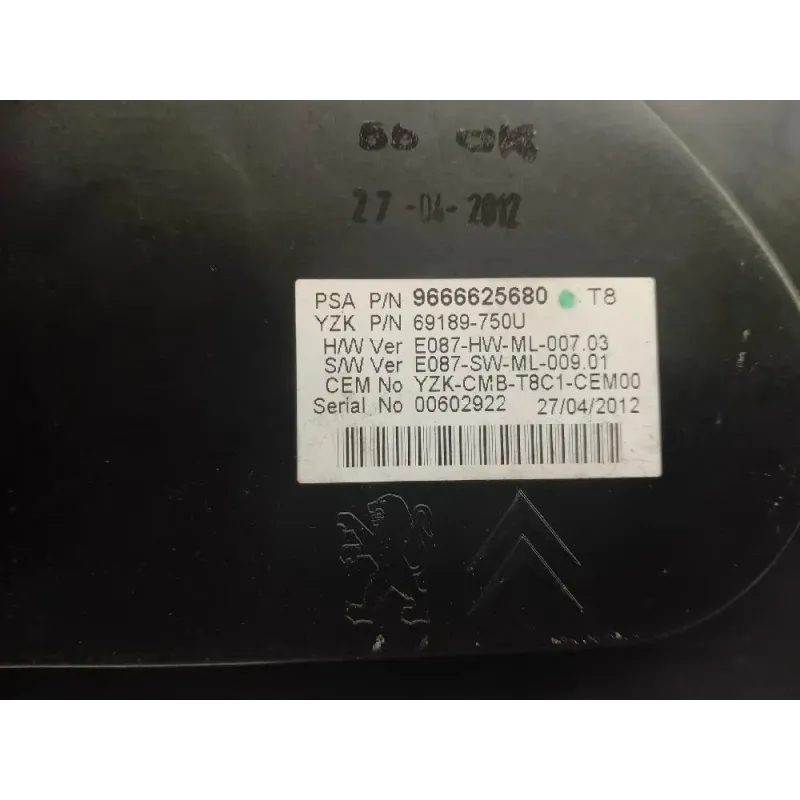 27-04-2012
PSA P/N 9666625680 T8
YZK P/N 69189-750U
H/W Ver E087-HW-ML-007.03
S/W Ver E087-SW-ML-009.01
CEM No YZK-CMB-T8C1-CEM00
Serial No 00602922 27/04/2012